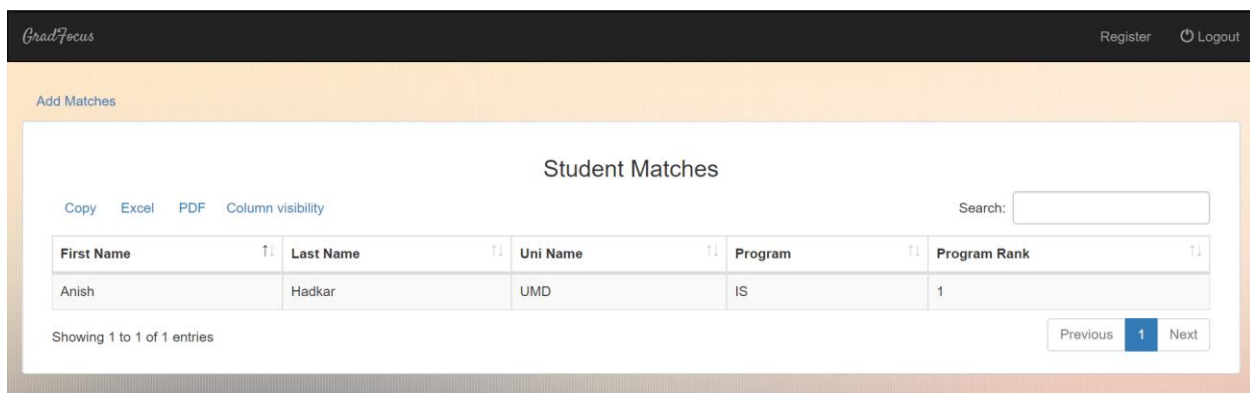 GradFocus Register Logout
Add Matches
Student Matches
Copy Excel PDF Column visibility Search:
First Name Last Name Uni Name Program Program Rank
Anish Hadkar UMD IS 1
Showing 1 to 1 of 1 entries Previous 1 Next